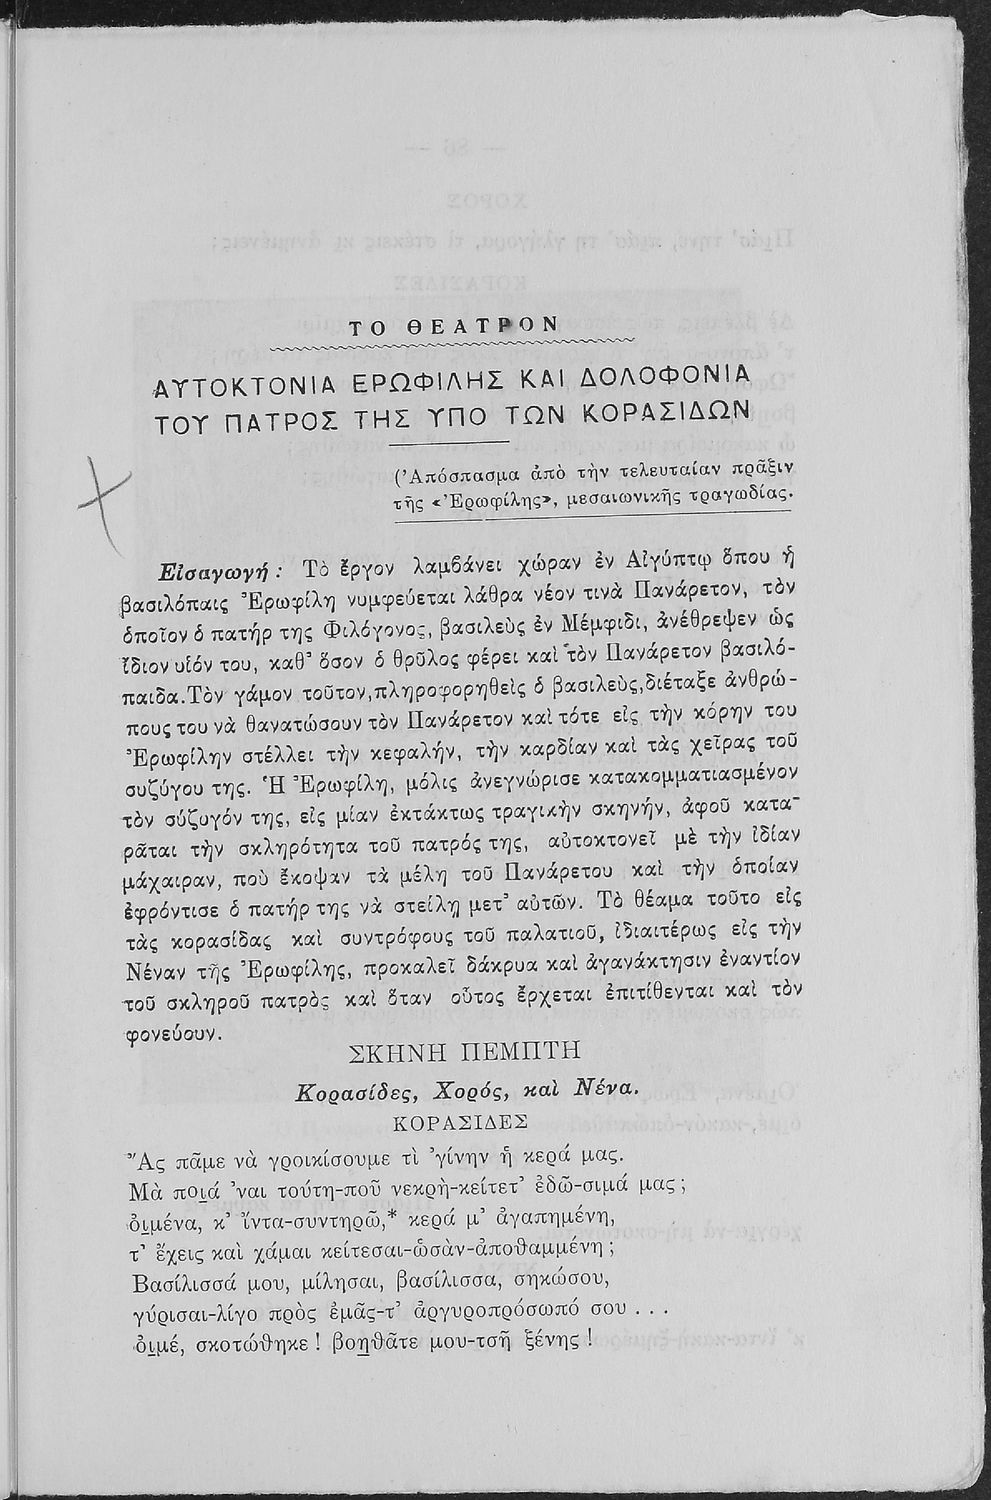 ΤΟ ΘΕΑΤΡΟΝ
ΑΥΤΟΚΤΟΝΙΑ ΕΡΩΦΙΛΗΣ ΚΑΙ ΔΟΛΟΦΟΝΙΑ
ΤΟΥ ΠΑΤΡΟΣ ΤΗΣ ΥΠΟ ΤΩΝ ΚΟΡΑΣΙΔΩΝ
(Ἀπόσπασμα ἀπὸ τὴν τελευταίαν πρᾶξιν
τῆς «Ἐρωφίλης», μεσαιωνικῆς τραγωδίας.
Εἰσαγωγή : Τὸ ἔργον λαμβάνει χώραν ἐν Αἰγύπτῳ ὅπου ἡ
βασιλόπαις Ἐρωφίλη νυμφεύεται λάθρα νέον τινὰ Πανάρετον, τὸν
ὁποῖον ὁ πατήρ της Φιλόγονος, βασιλεὺς ἐν Μέμφιδι, ἀνέθρεψεν ὡς
ἴδιον υἱόν του, καθ᾽ ὅσον ὁ θρῦλος φέρει καὶ τὸν Πανάρετον βασιλό-
παιδα.Τὸν γάμον τοῦτον,πληροφορηθεὶς ὁ βασιλεὺς,διέταξε ἀνθρώ-
πους του νὰ θανατώσουν τὸν Πανάρετον καὶ τότε εἰς τὴν κόρην του
Ἐρωφίλην στέλλει τὴν κεφαλήν, τὴν καρδίαν καὶ τὰς χεῖρας τοῦ
συζύγου της. Ἡ Ἐρωφίλη, μόλις ἀνεγνώρισε κατακομματιασμένον
τὸν σύζυγόν της, εἰς μίαν ἐκτάκτως τραγικὴν σκηνήν, ἀφοῦ κατα-
ρᾶται τὴν σκληρότητα τοῦ πατρός της, αὐτοκτονεῖ μὲ τὴν ἰδίαν
μάχαιραν, ποὺ ἔκοψαν τὰ μέλη τοῦ Πανάρετου καὶ τὴν ὁποίαν
ἐφρόντισε ὁ πατήρ της νὰ στείλῃ μετ᾽ αὐτῶν. Τὸ θέαμα τοῦτο εἰς
τὰς κορασίδας καὶ συντρόφους τοῦ παλατιοῦ, ἰδιαιτέρως εἰς τὴν
Νέναν τῆς Ἐρωφίλης, προκαλεῖ δάκρυα καὶ ἀγανάκτησιν ἐναντίον
τοῦ σκληροῦ πατρὸς καὶ ὅταν οὗτος ἔρχεται ἐπιτίθενται καὶ τὸν
φονεύουν.
ΣΚΗΝΗ ΠΕΜΠΤΗ
Κορασίδες, Χορός, καὶ Νένα.
ΚΟΡΑΣΙΔΕΣ
Ἂς πᾶμε νὰ γροικίσουμε τὶ ᾽γίνην ἡ κερά μας.
Μὰ ποιά ᾽ναι τούτη-ποῦ νεκρὴ-κείτετ᾽ ἐδῶ-σιμά μας ;
ὀιμένα, κ᾽ ἴντα-συντηρῶ,* κερά μ᾽ ἀγαπημένη,
τ᾽ ἔχεις καὶ χάμαι κείτεσαι-ὡσὰν-ἀποθαμμένη ;
Βασίλισσά μου, μίλησαι, βασίλισσα, σηκώσου,
γύρισαι-λίγο πρὸς ἐμᾶς-τ᾽ ἀργυροπρόσωπό σου . . .
ὀιμέ, σκοτώθηκε ! βοηθᾶτε μου-τσῆ ξένης !